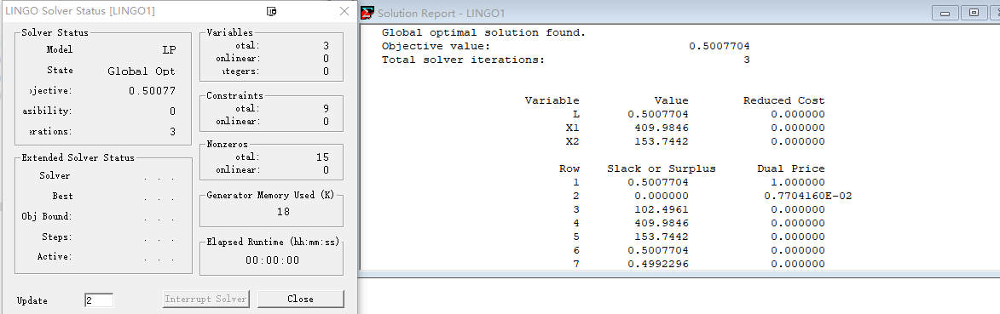 LINGO Solver Status [LINGO1]
Solver Status
Model LP
State Global Opt
jective: 0.50077
asibility: 0
erations: 3
Extended Solver Status
Solver . . .
Best . . .
Obj Bound: . . .
Steps: . . .
Active: . . .
Update 2
Variables
otal: 3
onlinear: 0
tegers: 0
Constraints
otal: 9
onlinear: 0
Nonzeros
otal: 15
onlinear: 0
Generator Memory Used (K)
18
Elapsed Runtime (hh:mm:ss)
00:00:00
Interrupt Solver Close
Solution Report - LINGO1
Global optimal solution found.
Objective value: 0.5007704
Total solver iterations: 3
Variable Value Reduced Cost
L 0.5007704 0.000000
X1 409.9846 0.000000
X2 153.7442 0.000000
Row Slack or Surplus Dual Price
1 0.5007704 1.000000
2 0.000000 0.7704160E-02
3 102.4961 0.000000
4 409.9846 0.000000
5 153.7442 0.000000
6 0.5007704 0.000000
7 0.4992296 0.000000